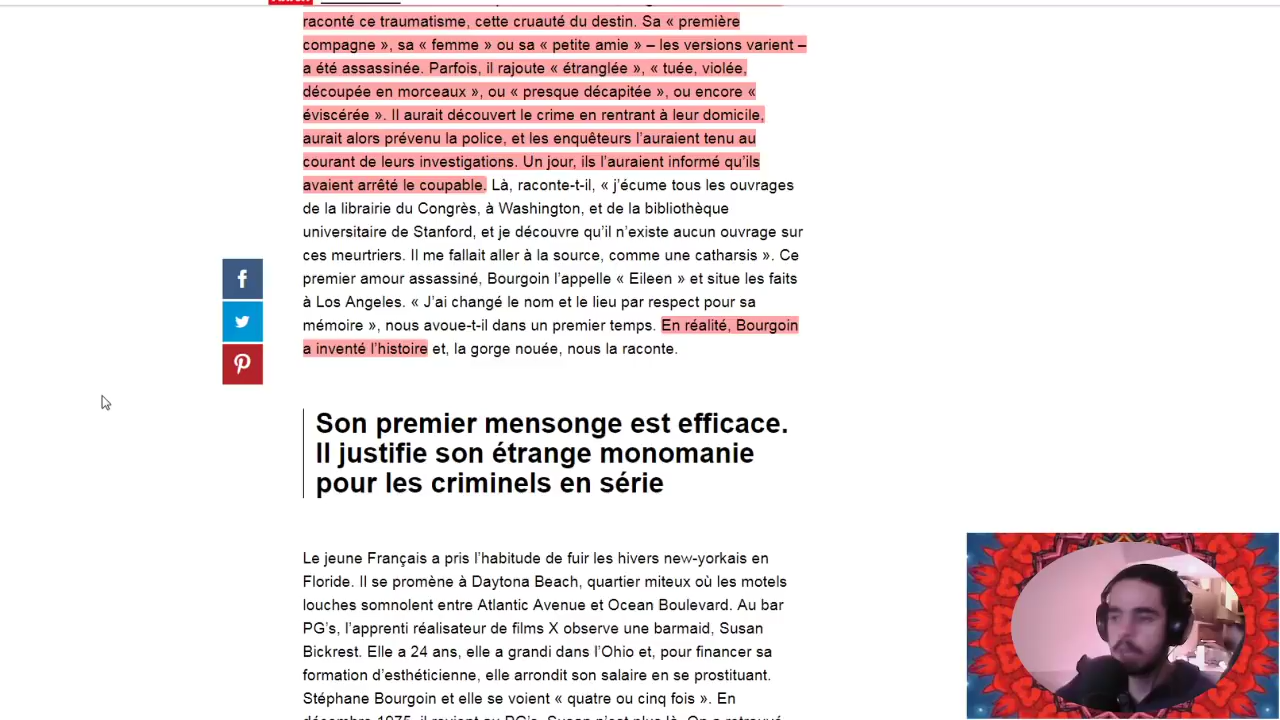 raconté ce traumatisme, cette cruauté du destin. Sa « première
compagne », sa « femme » ou sa « petite amie » – les versions varient –
a été assassinée. Parfois, il rajoute « étranglée », « tuée, violée,
découpée en morceaux », ou « presque décapitée », ou encore «
éviscérée ». Il aurait découvert le crime en rentrant à leur domicile,
aurait alors prévenu la police, et les enquêteurs l’auraient tenu au
courant de leurs investigations. Un jour, ils l’auraient informé qu’ils
avaient arrêté le coupable. Là, raconte-t-il, « j’écume tous les ouvrages
de la librairie du Congrès, à Washington, et de la bibliothèque
universitaire de Stanford, et je découvre qu’il n’existe aucun ouvrage sur
ces meurtriers. Il me fallait aller à la source, comme une catharsis ». Ce
premier amour assassiné, Bourgoin l’appelle « Eileen » et situe les faits
à Los Angeles. « J’ai changé le nom et le lieu par respect pour sa
mémoire », nous avoue-t-il dans un premier temps. En réalité, Bourgoin
a inventé l’histoire et, la gorge nouée, nous la raconte.
Son premier mensonge est efficace.
Il justifie son étrange monomanie
pour les criminels en série
Le jeune Français a pris l’habitude de fuir les hivers new-yorkais en
Floride. Il se promène à Daytona Beach, quartier miteux où les motels
louches somnolent entre Atlantic Avenue et Ocean Boulevard. Au bar
PG’s, l’apprenti réalisateur de films X observe une barmaid, Susan
Bickrest. Elle a 24 ans, elle a grandi dans l’Ohio et, pour financer sa
formation d’esthéticienne, elle arrondit son salaire en se prostituant.
Stéphane Bourgoin et elle se voient « quatre ou cinq fois ». En
décembre 1975, il revient au PG’s. Susan n’est plus là. On a retrouvé